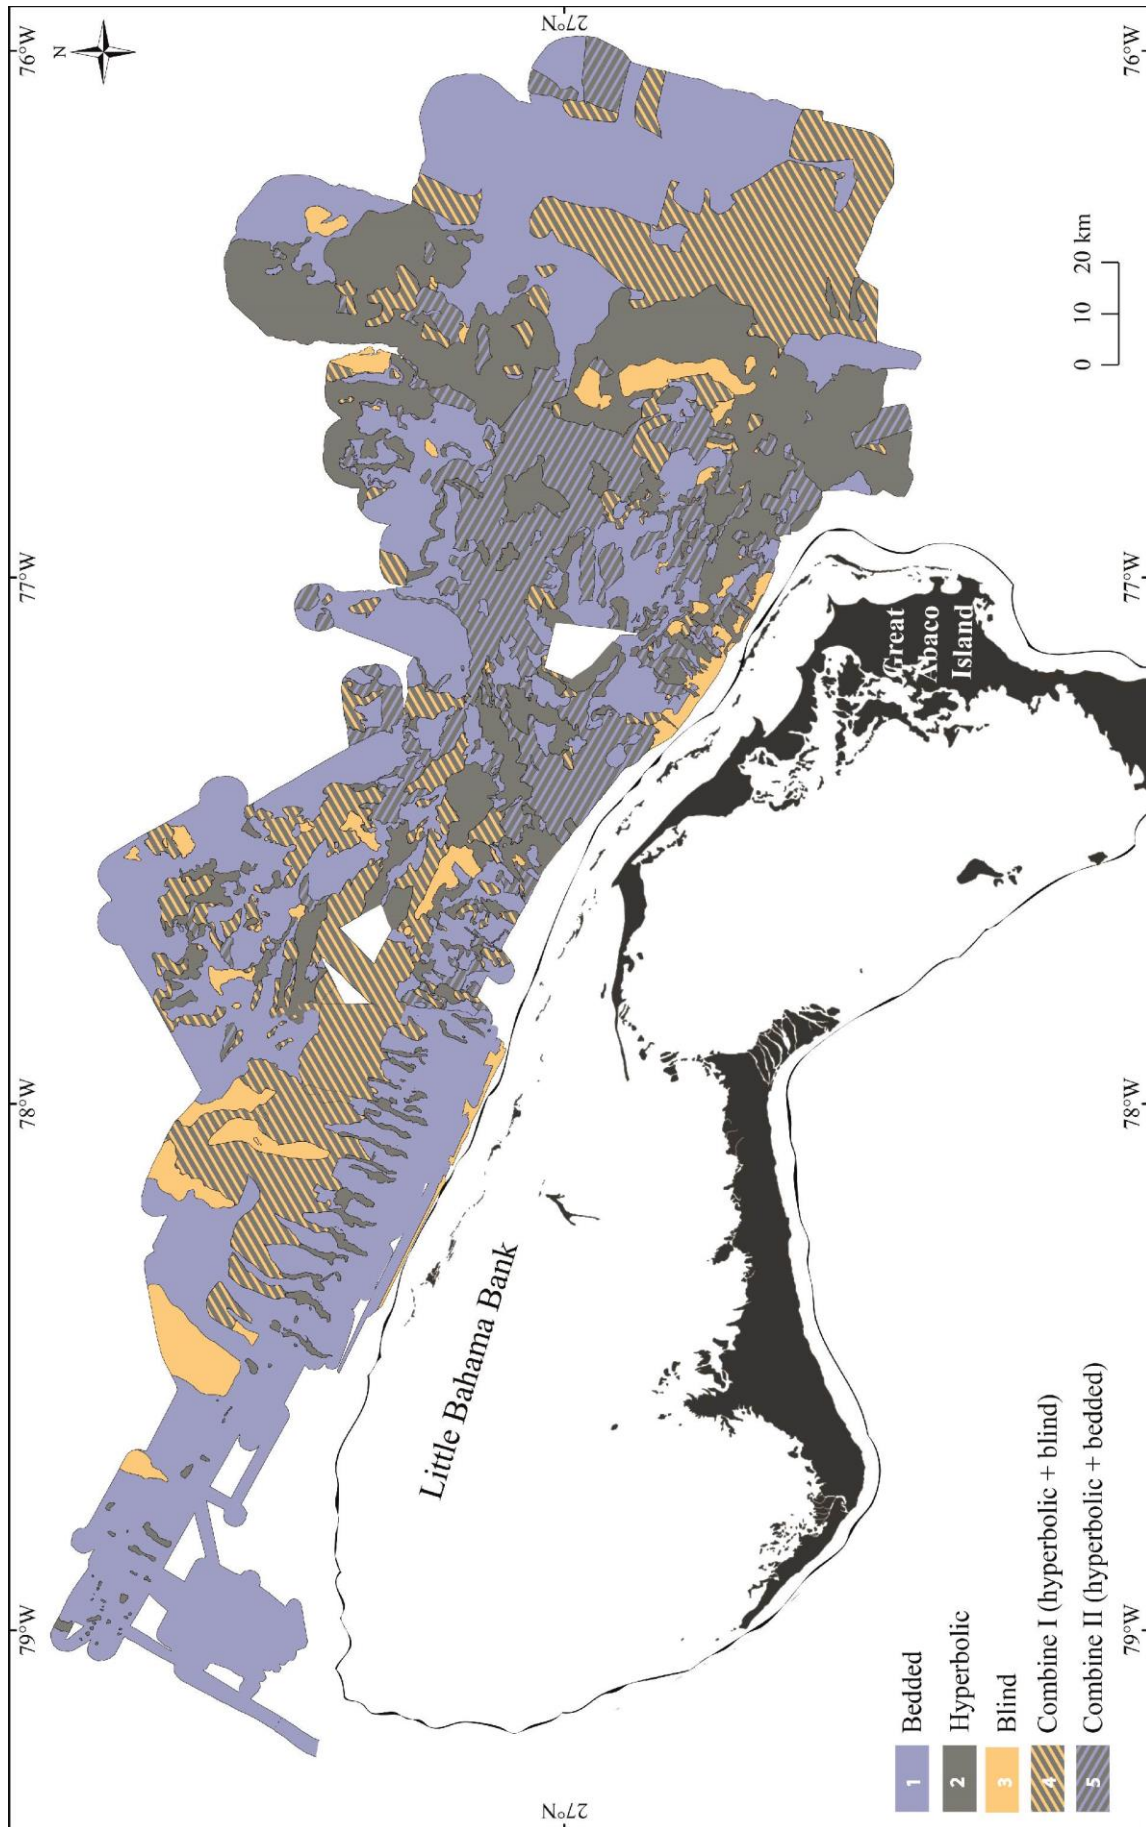 79°W
78°W
77°W
76°W
N
27°N
27°N
Little Bahama Bank
Great
Abaco
Island
1 Bedded
2 Hyperbolic
3 Blind
4 Combine I (hyperbolic + blind)
5 Combine II (hyperbolic + bedded)
0 10 20 km
79°W
78°W
77°W
76°W